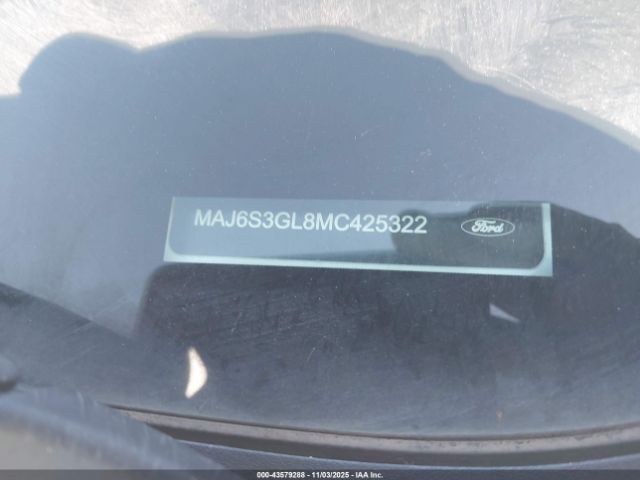 MAJ6S3GL8MC425322
Ford
000-43579288 - 11/03/2025 - IAA Inc.